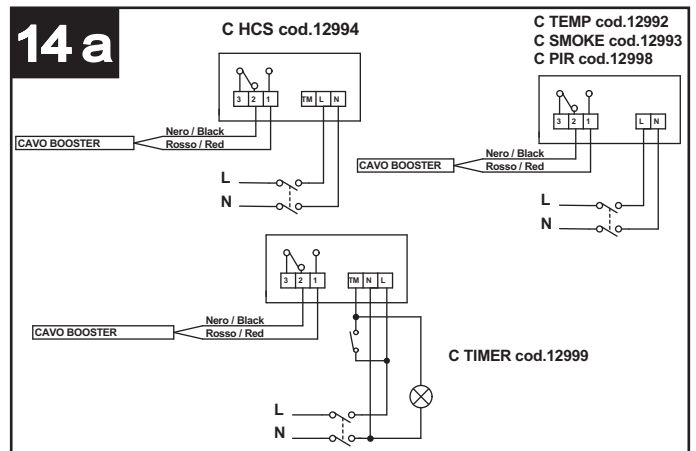 14 a
C HCS cod.12994
3 2 1 TM L N
Nero / Black
CAVO BOOSTER
Rosso / Red
L
N
C TEMP cod.12992
C SMOKE cod.12993
C PIR cod.12998
3 2 1 L N
Nero / Black
CAVO BOOSTER
Rosso / Red
L
N
3 2 1 TM N L
Nero / Black
CAVO BOOSTER
Rosso / Red
C TIMER cod.12999
L
N